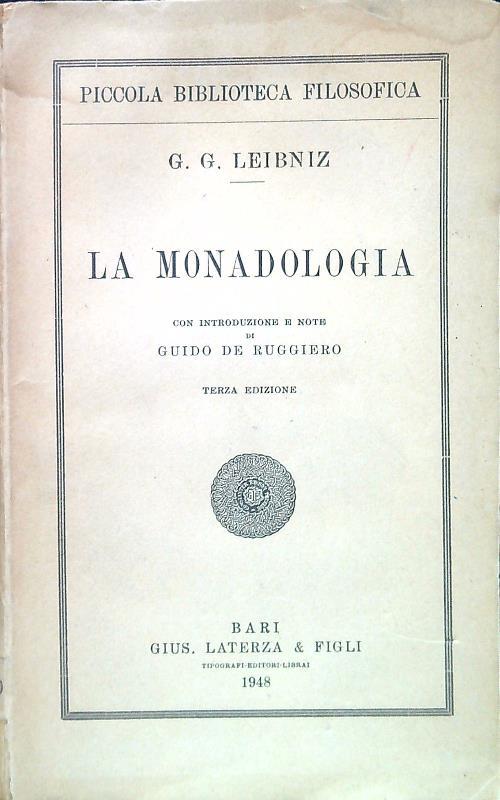 PICCOLA BIBLIOTECA FILOSOFICA
G. G. LEIBNIZ
LA MONADOLOGIA
CON INTRODUZIONE E NOTE
DI
GUIDO DE RUGGIERO
TERZA EDIZIONE
BARI
GIUS. LATERZA & FIGLI
TIPOGRAFI-EDITORI-LIBRAI
1948